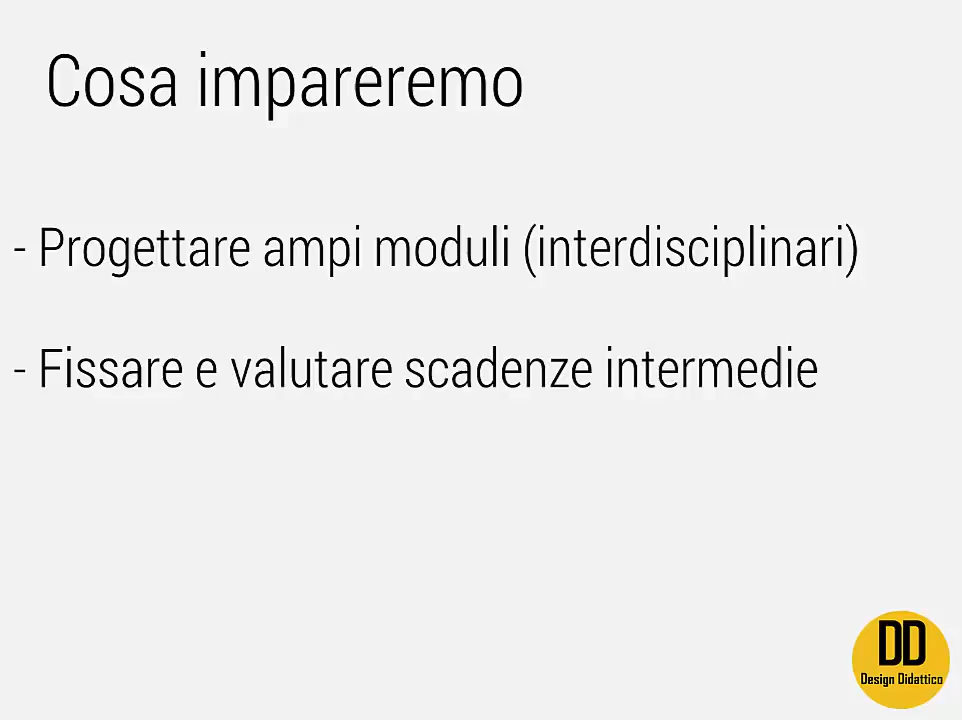 Cosa impareremo
- Progettare ampi moduli (interdisciplinari)
- Fissare e valutare scadenze intermedie
DD
Design Didattico